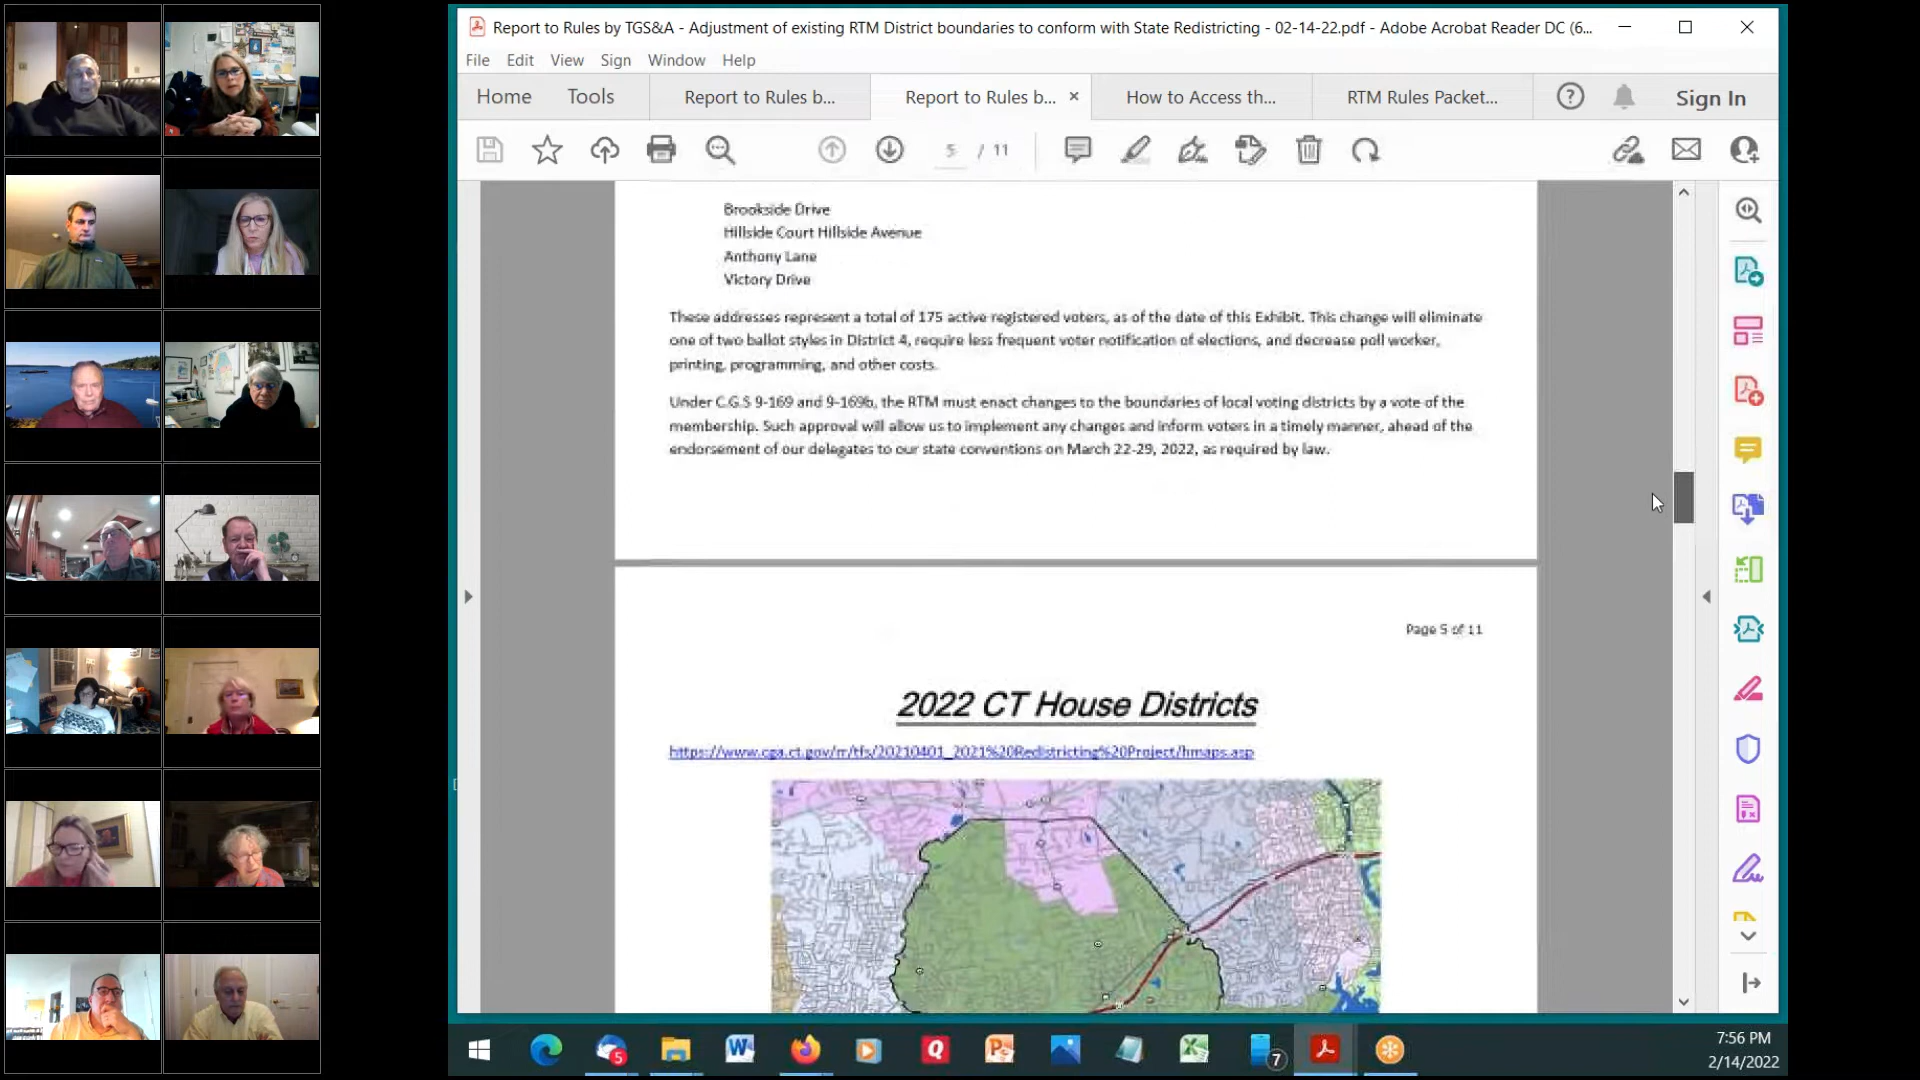 Report to Rules by TGS&A - Adjustment of existing RTM District boundaries to conform with State Redistricting - 02-14-22.pdf - Adobe Acrobat Reader DC (6...
File Edit View Sign Window Help
Home Tools Report to Rules b... Report to Rules b... × How to Access th... RTM Rules Packet... Sign In
5 / 11
Brookside Drive
Hillside Court Hillside Avenue
Anthony Lane
Victory Drive
These addresses represent a total of 175 active registered voters, as of the date of this Exhibit. This change will eliminate
one of two ballot styles in District 4, require less frequent voter notification of elections, and decrease poll worker,
printing, programming, and other costs.
Under C.G.S 9-169 and 9-169b, the RTM must enact changes to the boundaries of local voting districts by a vote of the
membership. Such approval will allow us to implement any changes and inform voters in a timely manner, ahead of the
endorsement of our delegates to our state conventions on March 22-29, 2022, as required by law.
Page 5 of 11
2022 CT House Districts
https://www.cga.ct.gov/rr/tfs/20210401_2021%20Redistricting%20Project/hmaps.asp
5
7
7:56 PM
2/14/2022